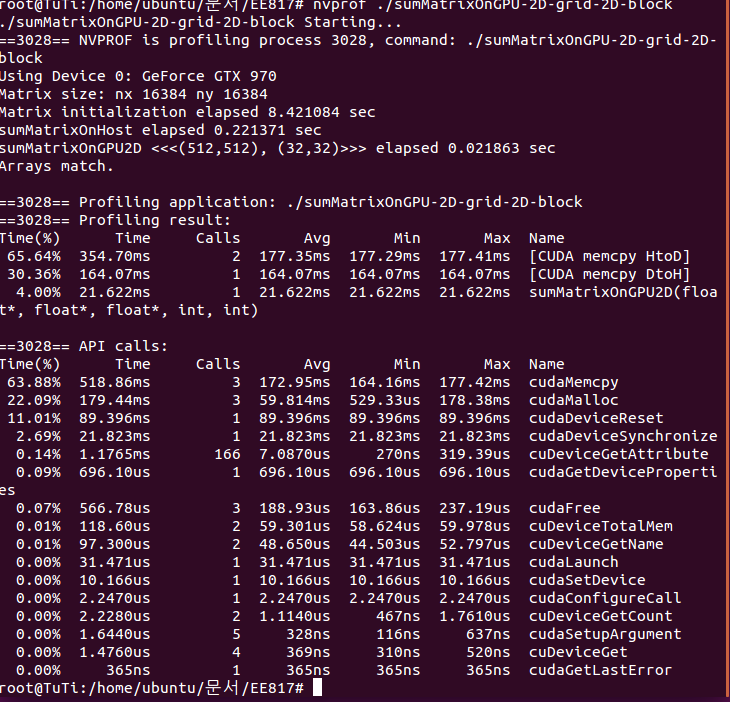 root@TuTi:/home/ubuntu/문서/EE817# nvprof ./sumMatrixOnGPU-2D-grid-2D-block
./sumMatrixOnGPU-2D-grid-2D-block Starting...
==3028== NVPROF is profiling process 3028, command: ./sumMatrixOnGPU-2D-grid-2D-
block
Using Device 0: GeForce GTX 970
Matrix size: nx 16384 ny 16384
Matrix initialization elapsed 8.421084 sec
sumMatrixOnHost elapsed 0.221371 sec
sumMatrixOnGPU2D <<<(512,512), (32,32)>>> elapsed 0.021863 sec
Arrays match.
==3028== Profiling application: ./sumMatrixOnGPU-2D-grid-2D-block
==3028== Profiling result:
Time(%) Time Calls Avg Min Max Name
65.64% 354.70ms 2 177.35ms 177.29ms 177.41ms [CUDA memcpy HtoD]
30.36% 164.07ms 1 164.07ms 164.07ms 164.07ms [CUDA memcpy DtoH]
4.00% 21.622ms 1 21.622ms 21.622ms 21.622ms sumMatrixOnGPU2D(floa
t*, float*, float*, int, int)
==3028== API calls:
Time(%) Time Calls Avg Min Max Name
63.88% 518.86ms 3 172.95ms 164.16ms 177.42ms cudaMemcpy
22.09% 179.44ms 3 59.814ms 529.33us 178.38ms cudaMalloc
11.01% 89.396ms 1 89.396ms 89.396ms 89.396ms cudaDeviceReset
2.69% 21.823ms 1 21.823ms 21.823ms 21.823ms cudaDeviceSynchronize
0.14% 1.1765ms 166 7.0870us 270ns 319.39us cuDeviceGetAttribute
0.09% 696.10us 1 696.10us 696.10us 696.10us cudaGetDeviceProperti
es
0.07% 566.78us 3 188.93us 163.86us 237.19us cudaFree
0.01% 118.60us 2 59.301us 58.624us 59.978us cuDeviceTotalMem
0.01% 97.300us 2 48.650us 44.503us 52.797us cuDeviceGetName
0.00% 31.471us 1 31.471us 31.471us 31.471us cudaLaunch
0.00% 10.166us 1 10.166us 10.166us 10.166us cudaSetDevice
0.00% 2.2470us 1 2.2470us 2.2470us 2.2470us cudaConfigureCall
0.00% 2.2280us 2 1.1140us 467ns 1.7610us cuDeviceGetCount
0.00% 1.6440us 5 328ns 116ns 637ns cudaSetupArgument
0.00% 1.4760us 4 369ns 310ns 520ns cuDeviceGet
0.00% 365ns 1 365ns 365ns 365ns cudaGetLastError
root@TuTi:/home/ubuntu/문서/EE817#